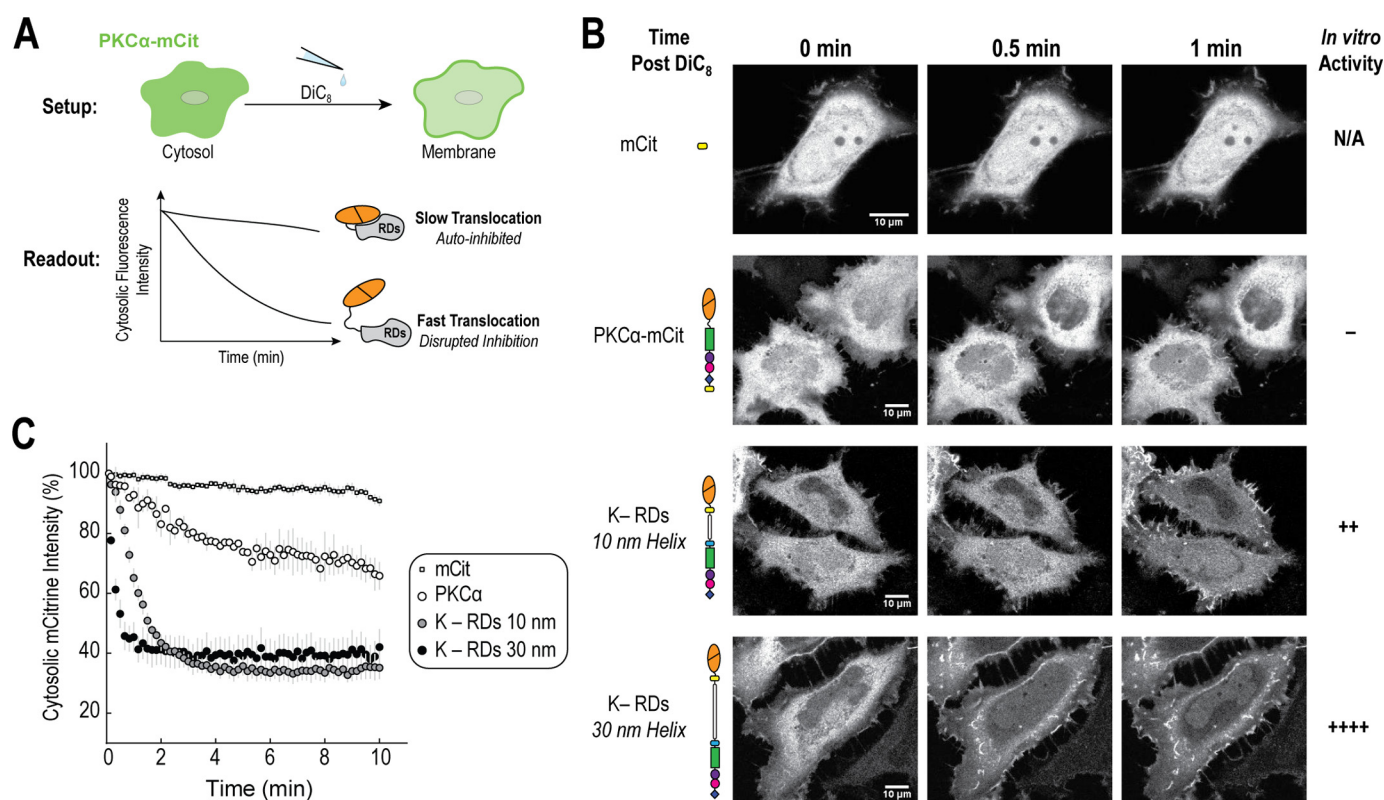 A
PKCα-mCit
Setup:
DiC8
Cytosol
Membrane
Readout:
Cytosolic Fluorescence
Intensity
RDs
Slow Translocation
Auto-inhibited
RDs
Fast Translocation
Disrupted Inhibition
Time (min)
B
Time
Post DiC8
0 min
0.5 min
1 min
In vitro
Activity
mCit
10 µm
N/A
PKCα-mCit
10 µm
–
K– RDs
10 nm Helix
10 µm
++
K– RDs
30 nm Helix
10 µm
++++
C
Cytosolic mCitrine Intensity (%)
100
80
60
40
20
0
2
4
6
8
10
Time (min)
mCit
PKCα
K – RDs 10 nm
K – RDs 30 nm